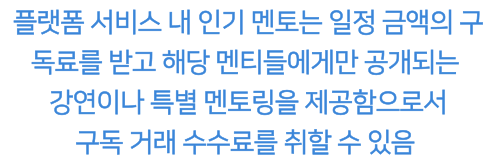 플랫폼 서비스 내 인기 멘토는 일정 금액의 구
독료를 받고 해당 멘티들에게만 공개되는
강연이나 특별 멘토링을 제공함으로서
구독 거래 수수료를 취할 수 있음